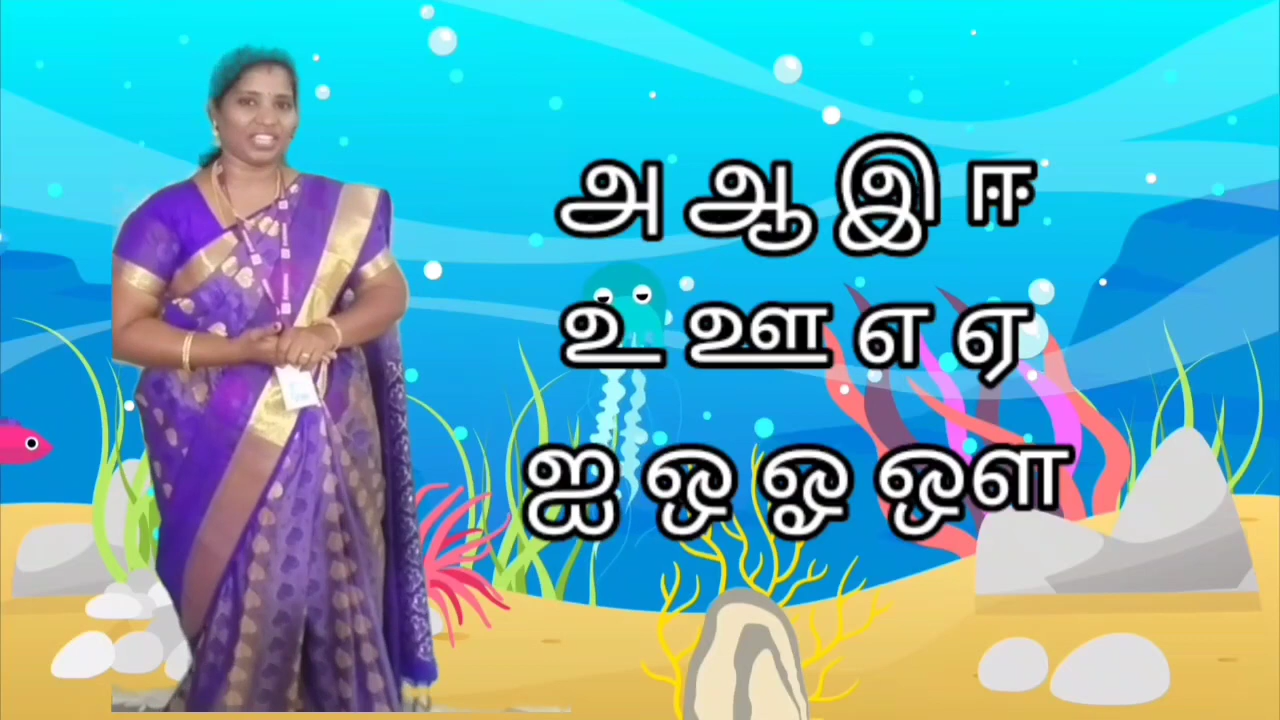 அ ஆ இ ஈ
உ ஊ எ ஏ
ஐ ஒ ஓ ஔ